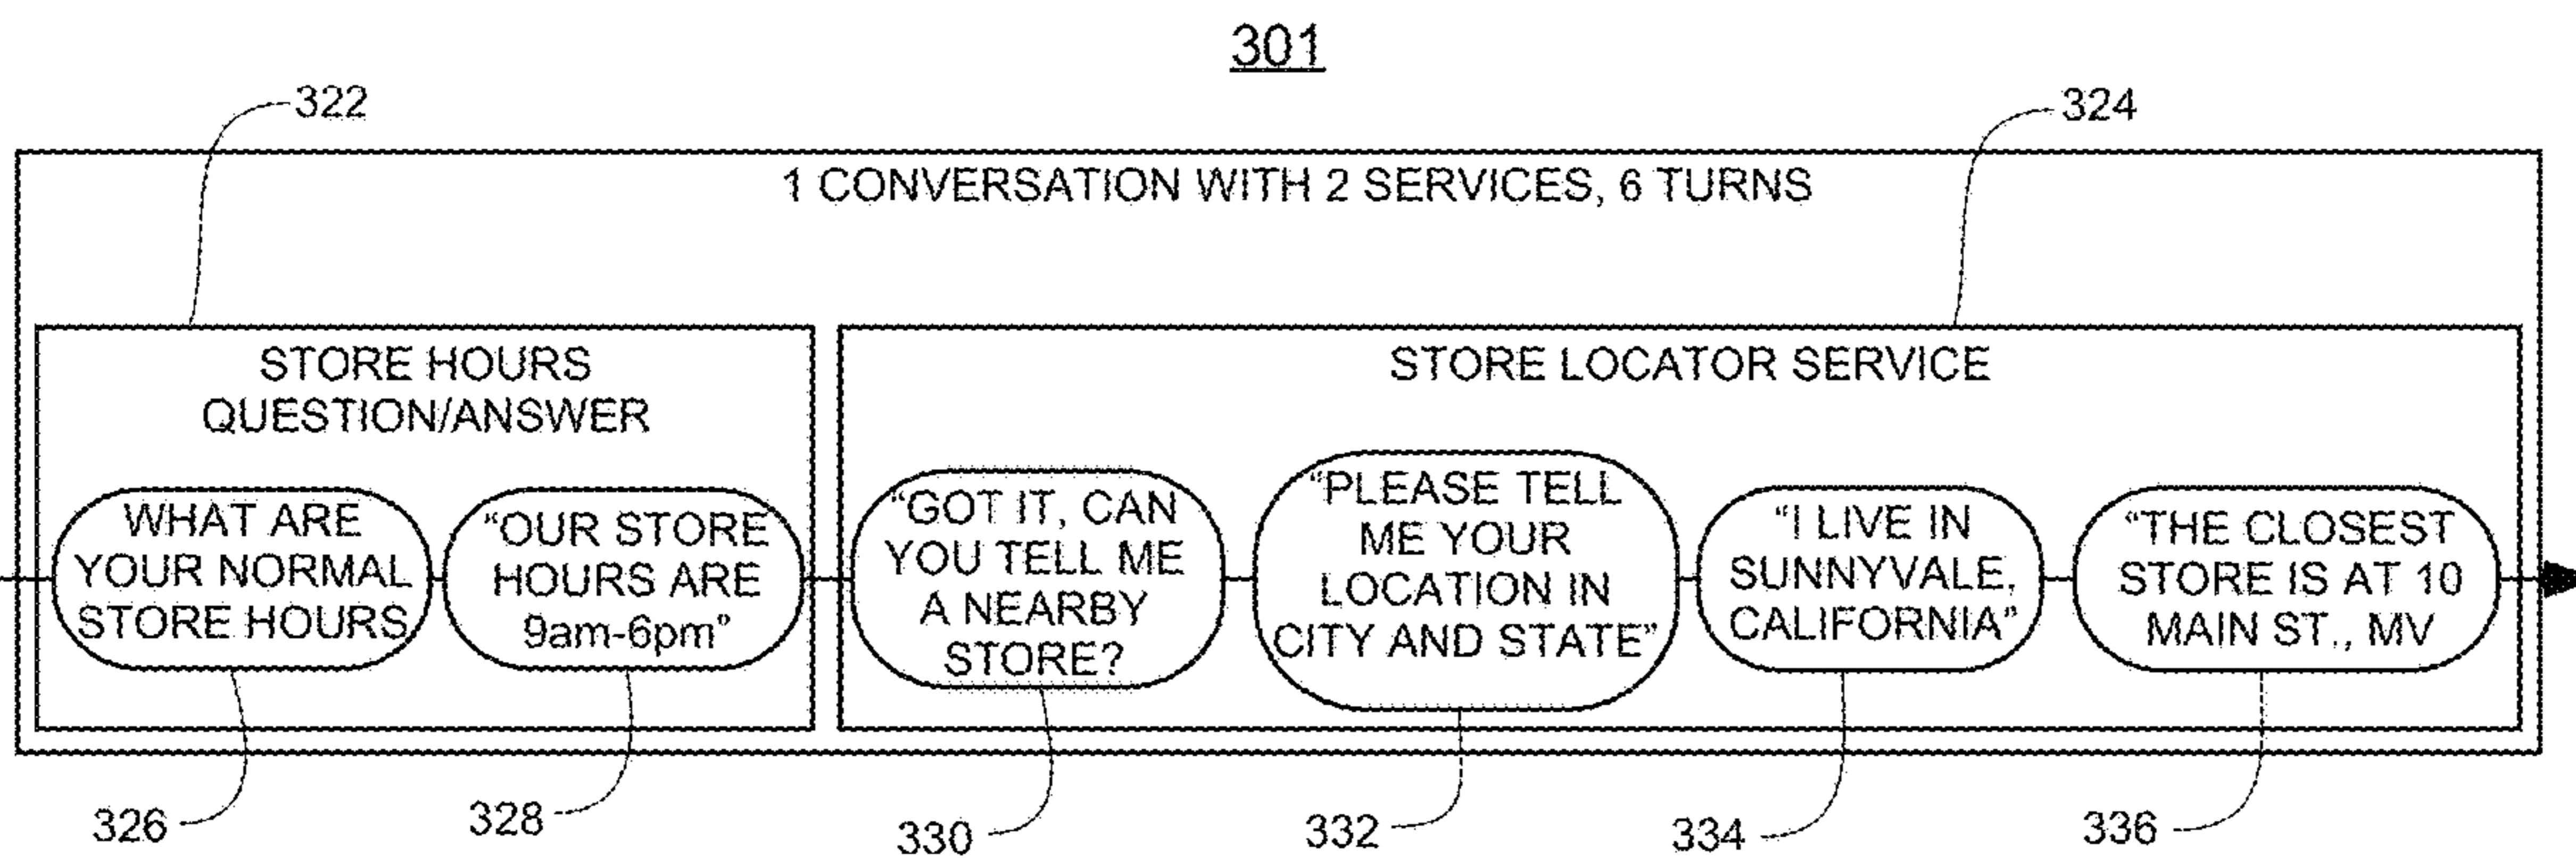 301
322
324
1 CONVERSATION WITH 2 SERVICES, 6 TURNS
STORE HOURS
QUESTION/ANSWER
WHAT ARE
YOUR NORMAL
STORE HOURS
“OUR STORE
HOURS ARE
9am-6pm”
STORE LOCATOR SERVICE
“GOT IT, CAN
YOU TELL ME
A NEARBY
STORE?
“PLEASE TELL
ME YOUR
LOCATION IN
CITY AND STATE”
“I LIVE IN
SUNNYVALE,
CALIFORNIA”
“THE CLOSEST
STORE IS AT 10
MAIN ST., MV
326
328
330
332
334
336